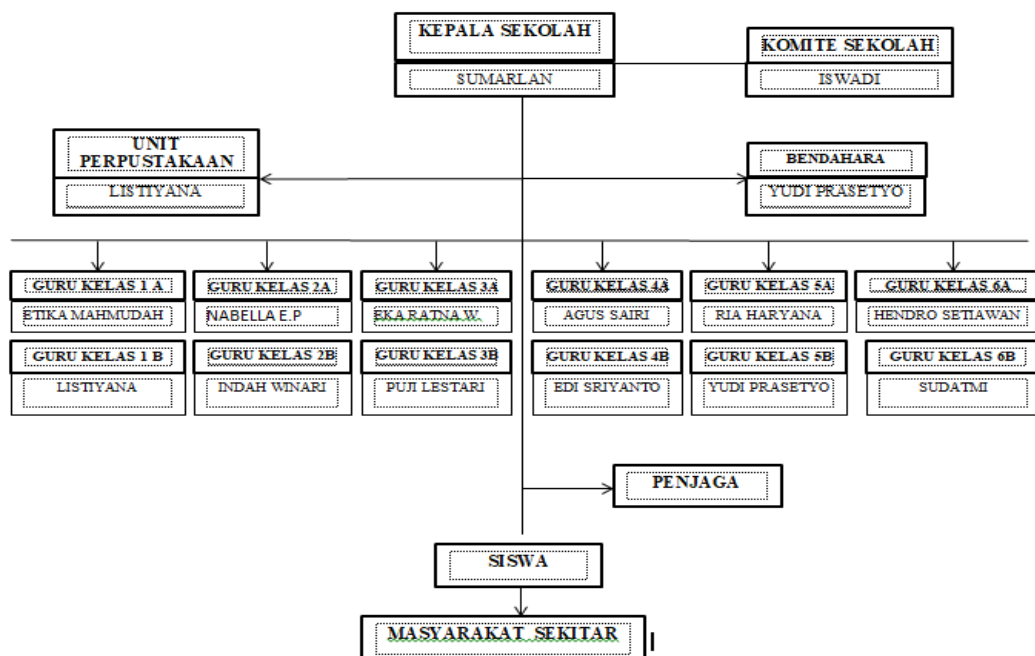 KEPALA SEKOLAH
SUMARLAN
KOMITE SEKOLAH
ISWADI
UNIT
PERPUSTAKAAN
LISTIYANA
BENDAHARA
YUDI PRASETYO
GURU KELAS 1 A
ETIKA MAHMUDAH
GURU KELAS 2A
NABELLA E.P
GURU KELAS 3A
EKA RATNA W.
GURU KELAS 4A
AGUS SAIRI
GURU KELAS 5A
RIA HARYANA
GURU KELAS 6A
HENDRO SETIAWAN
GURU KELAS 1 B
LISTIYANA
GURU KELAS 2B
INDAH WINARI
GURU KELAS 3B
PUJI LESTARI
GURU KELAS 4B
EDI SRIYANTO
GURU KELAS 5B
YUDI PRASETYO
GURU KELAS 6B
SUDATMI
PENJAGA
SISWA
MASYARAKAT SEKITAR